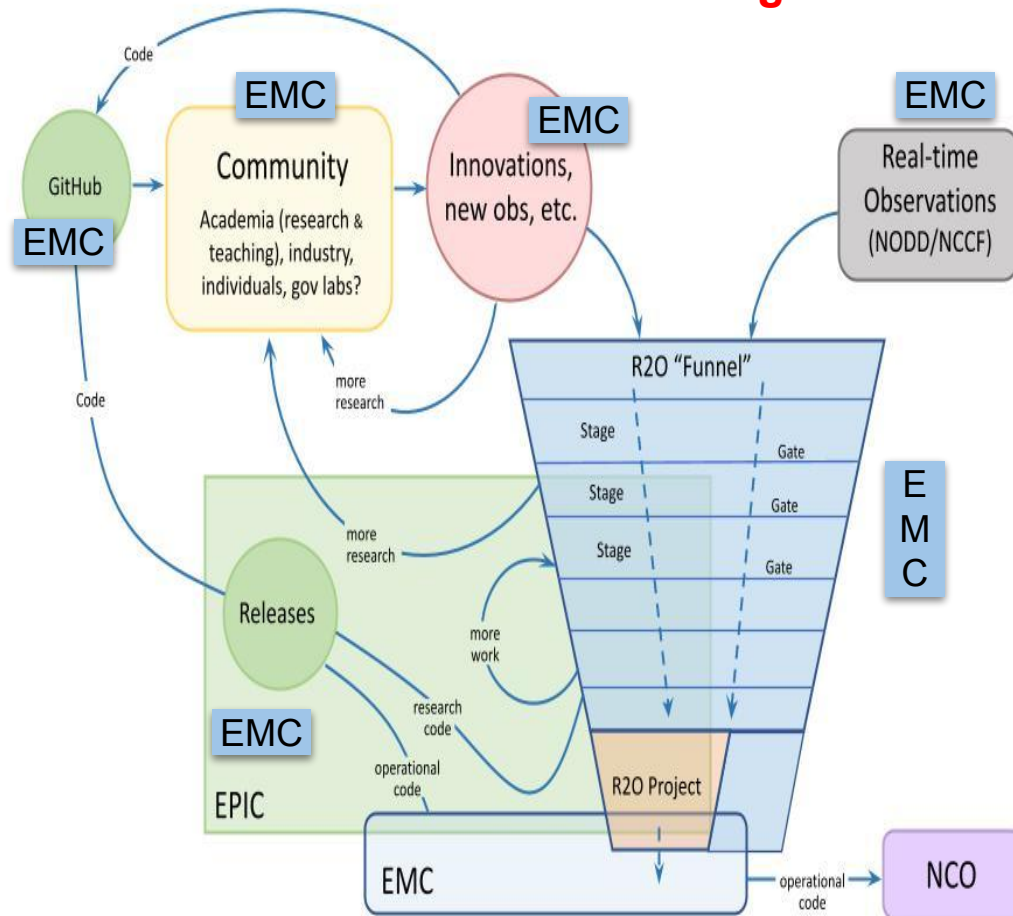 g
Code
EMC
EMC
EMC
GitHub
EMC
Community
Academia (research &
teaching), industry,
individuals, gov labs?
Innovations,
new obs, etc.
Real-time
Observations
(NODD/NCCF)
more
research
Code
R2O “Funnel”
Stage
Gate
Stage
Gate
Stage
Gate
E
M
C
more
research
Releases
more
work
EMC
research
code
operational
code
EPIC
R2O Project
EMC
operational
code
NCO